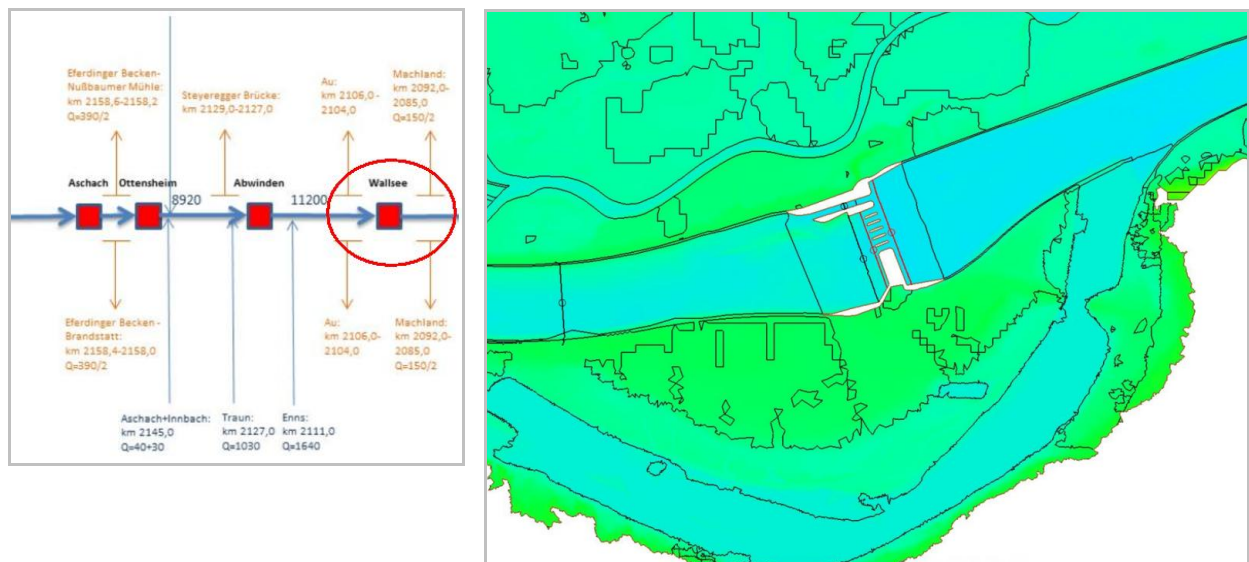 Eferdinger Becken-
Nußbaumer Mühle:
km 2158,6-2158,2
Q=390/2
Steyeregger Brücke:
km 2129,0-2127,0
Au:
km 2106,0 -
2104,0
Machland:
km 2092,0-
2085,0
Q=150/2
Aschach
Ottensheim
Abwinden
Wallsee
8920
11200
Eferdinger Becken -
Brandstatt:
km 2158,4-2158,0
Q=390/2
Au:
km 2106,0-
2104,0
Machland:
km 2092,0-
2085,0
Q=150/2
Aschach+Innbach:
km 2145,0
Q=40+30
Traun:
km 2127,0
Q=1030
Enns:
km 2111,0
Q=1640